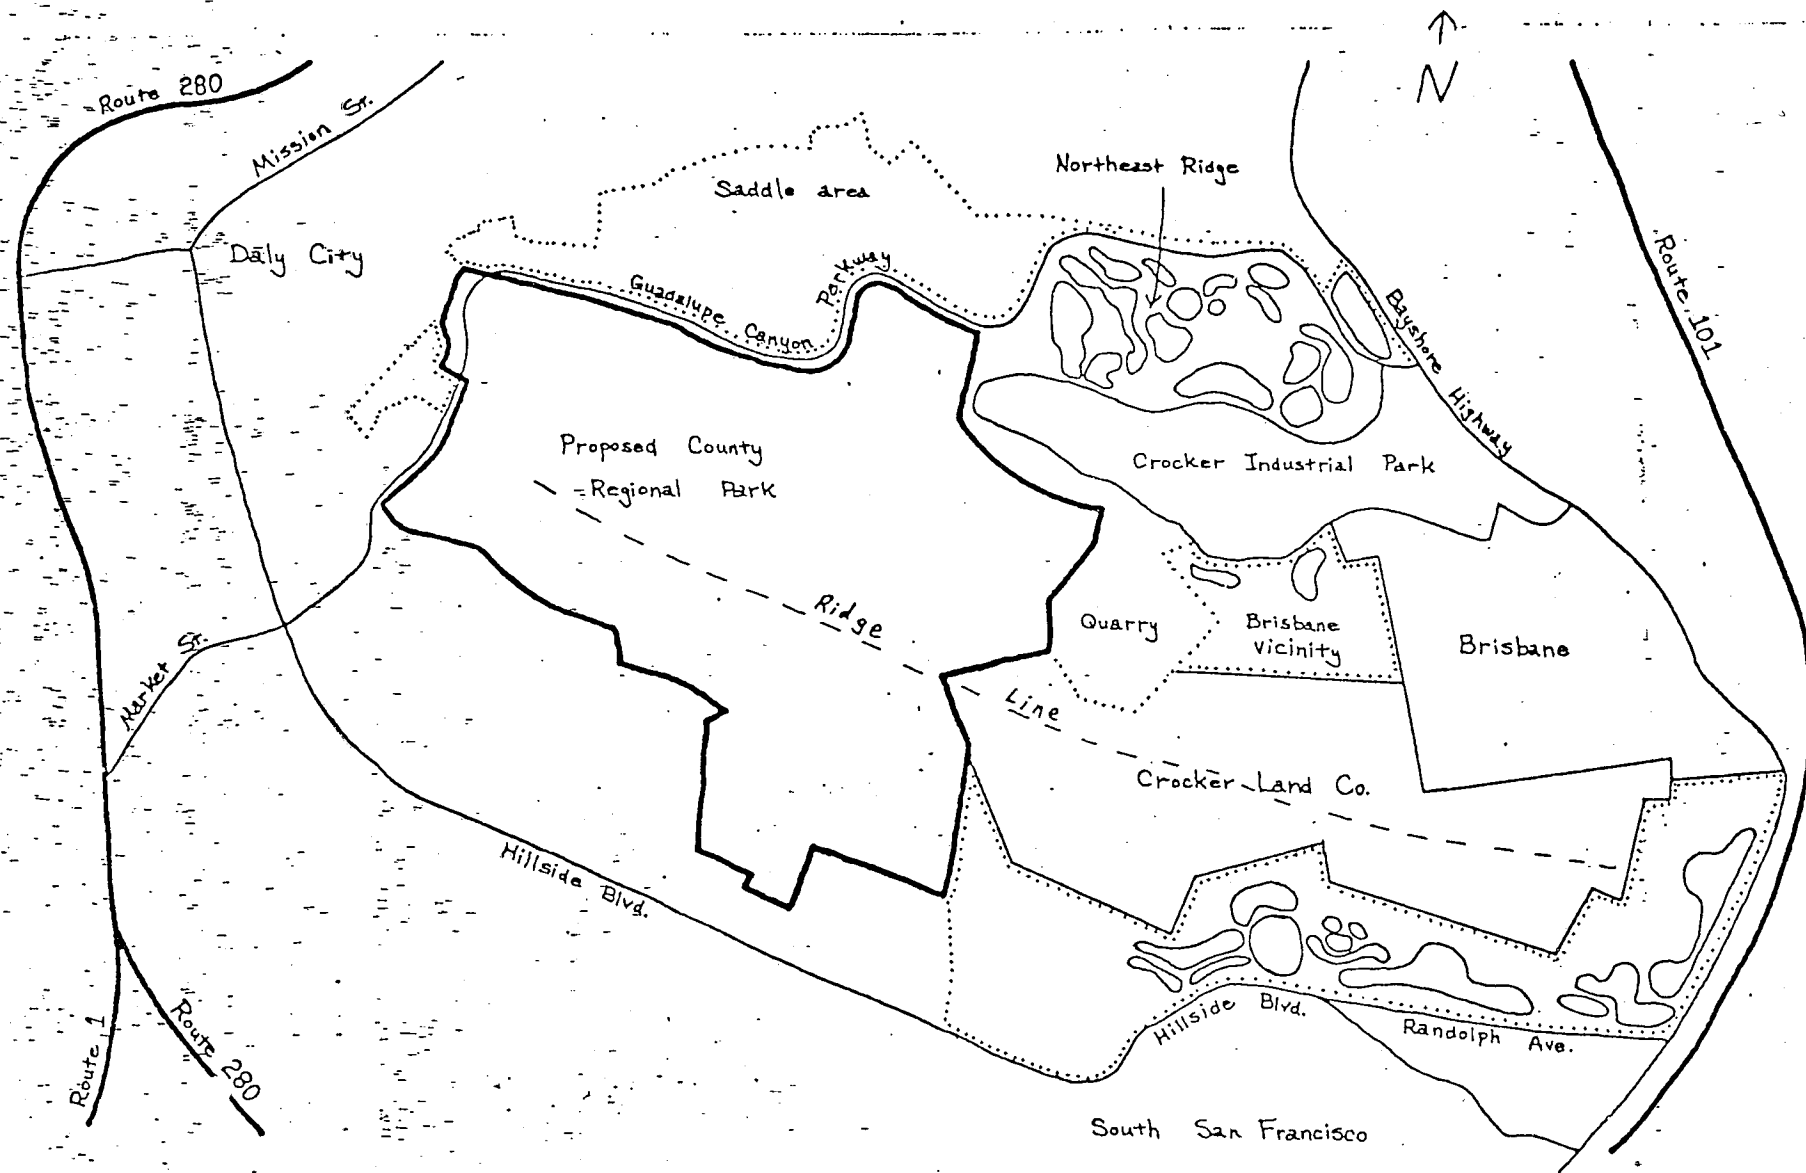 N
Route 280
Mission St.
Northeast Ridge
Saddle area
Daly City
Route 101
Guadalupe Canyon Parkway
Bayshore Highway
Proposed County
Regional Park
Crocker Industrial Park
Ridge Line
Quarry
Brisbane
Vicinity
Brisbane
Market St.
Crocker Land Co.
Hillside Blvd.
Hillside Blvd.
Randolph Ave.
Route 1
Route 280
South San Francisco